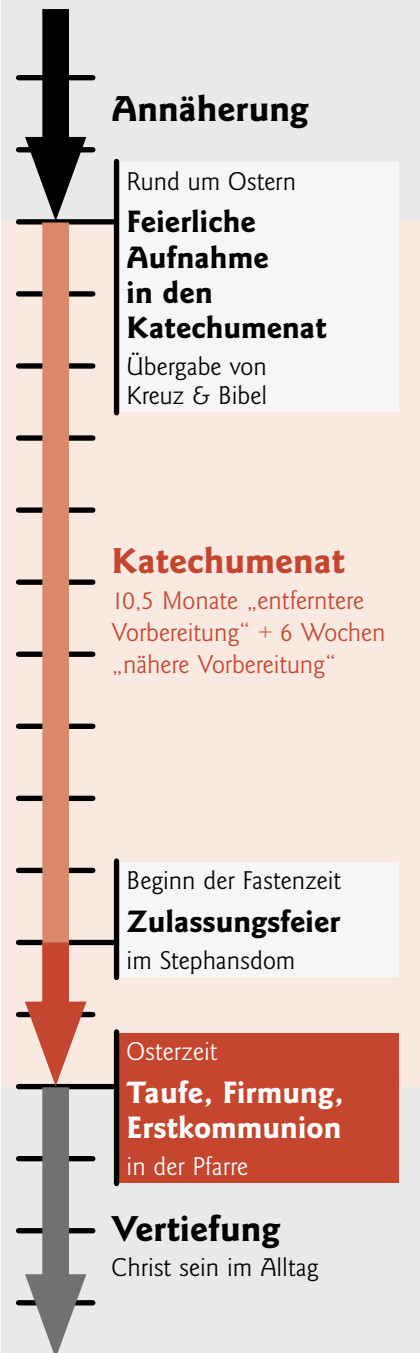 Annäherung
Rund um Ostern
Feierliche
Aufnahme
in den
Katechumenat
Übergabe von
Kreuz & Bibel
Katechumenat
10,5 Monate „entferntere
Vorbereitung“ + 6 Wochen
„nähere Vorbereitung“
Beginn der Fastenzeit
Zulassungsfeier
im Stephansdom
Osterzeit
Taufe, Firmung,
Erstkommunion
in der Pfarre
Vertiefung
Christ sein im Alltag